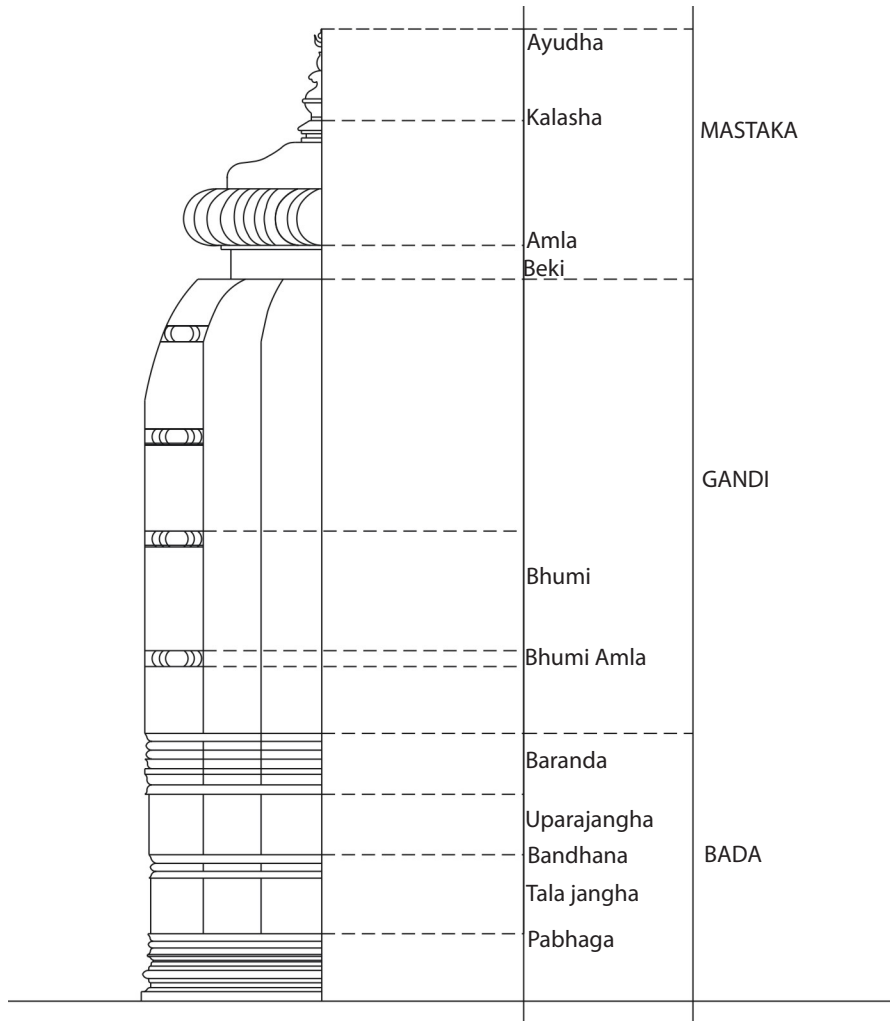 Ayudha
Kalasha
MASTAKA
Amla
Beki
GANDI
Bhumi
Bhumi Amla
Baranda
Uparajangha
Bandhana
BADA
Tala jangha
Pabhaga